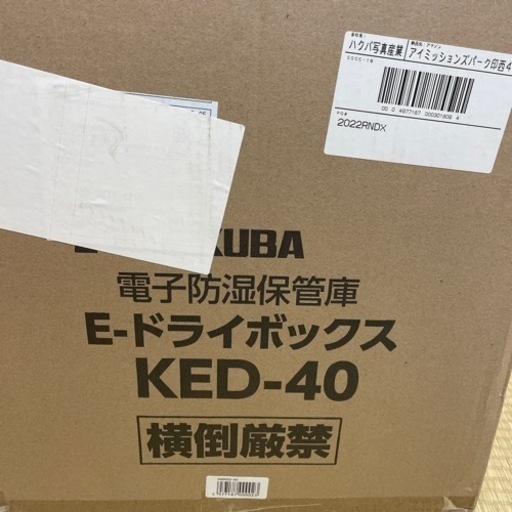 ハクバ写真産業
アイミッションズパーク印西4
2022RNDX
KUBA
電子防湿保管庫
E-ドライボックス
KED-40
横倒厳禁